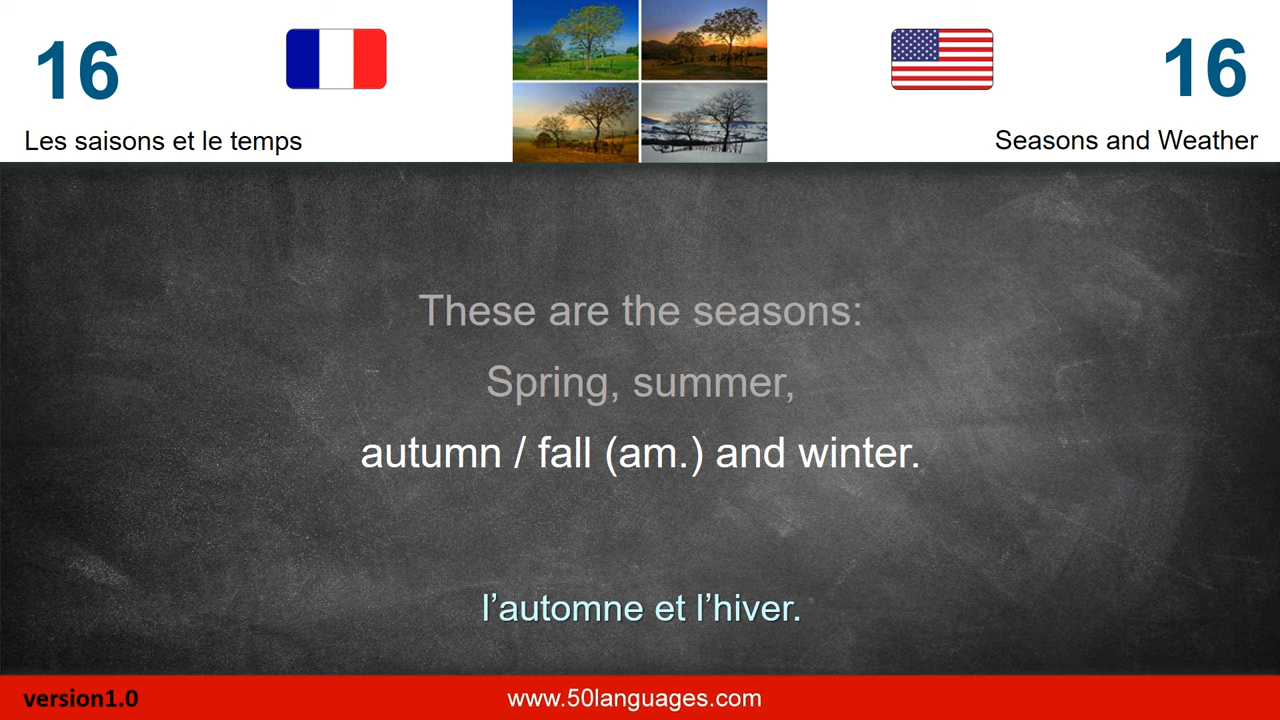 16
16
Les saisons et le temps
Seasons and Weather
These are the seasons:
Spring, summer,
autumn / fall (am.) and winter.
l’automne et l’hiver.
version1.0
www.50languages.com